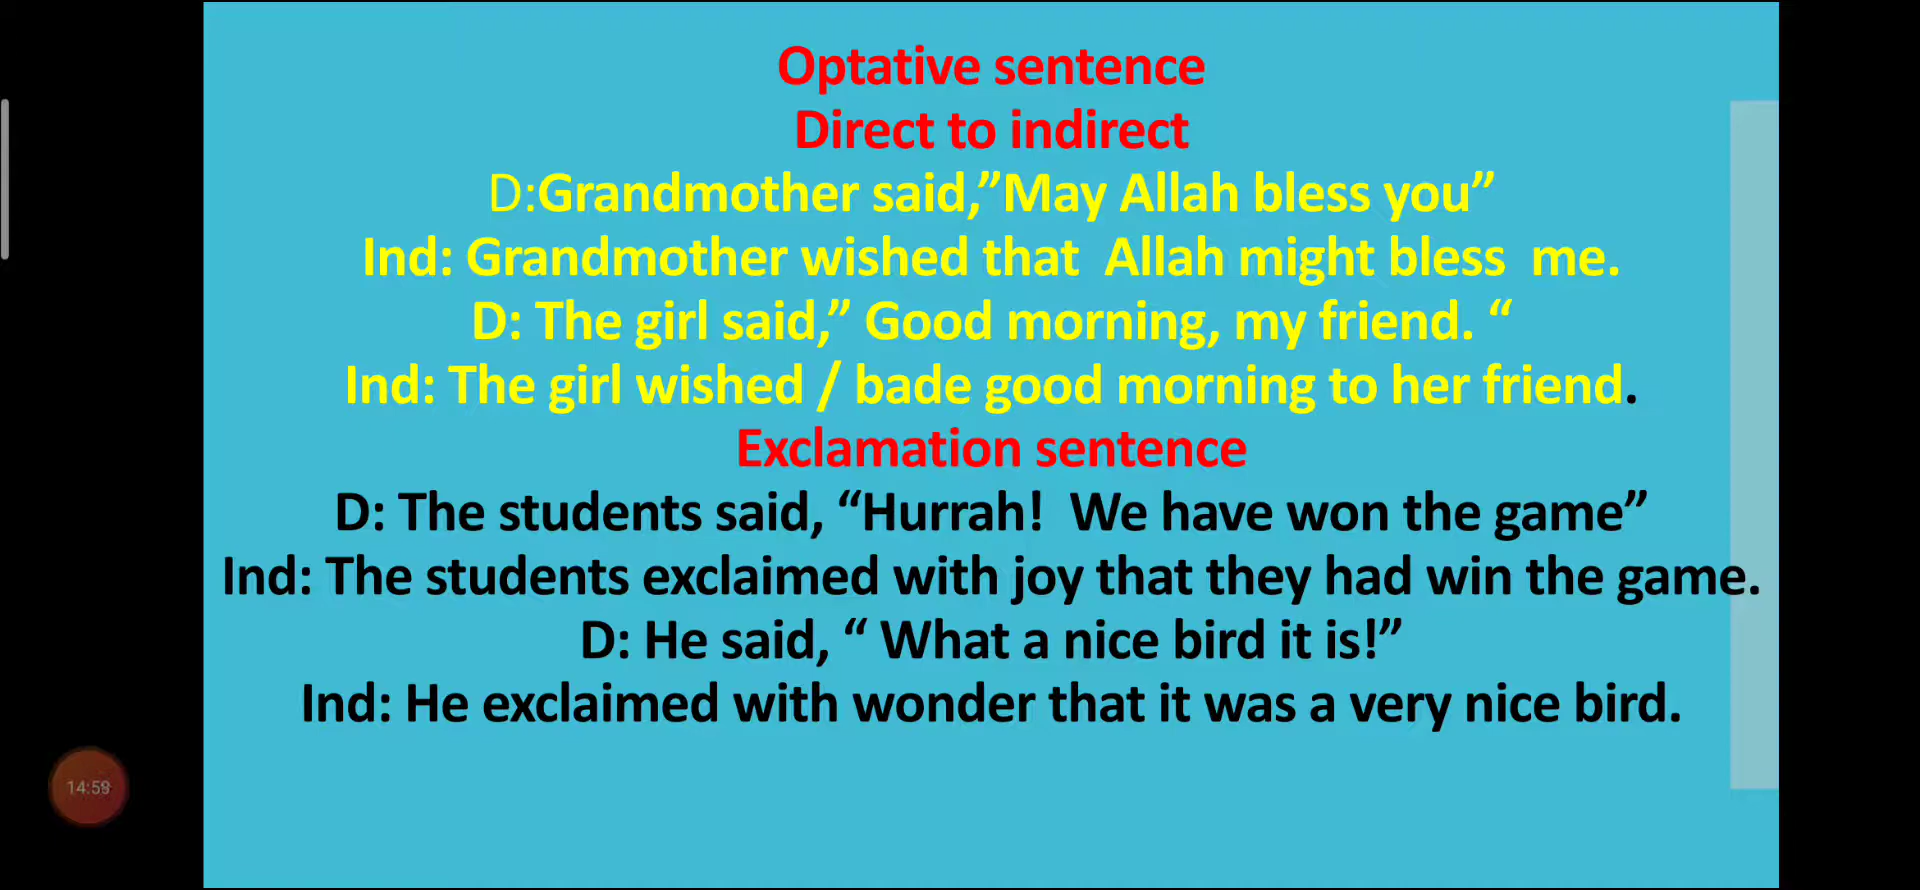 Optative sentence
Direct to indirect
D:Grandmother said,”May Allah bless you”
Ind: Grandmother wished that  Allah might bless  me.
D: The girl said,” Good morning, my friend. “
Ind: The girl wished / bade good morning to her friend.
Exclamation sentence
D: The students said, “Hurrah!  We have won the game”
Ind: The students exclaimed with joy that they had win the game.
D: He said, “ What a nice bird it is!”
Ind: He exclaimed with wonder that it was a very nice bird.